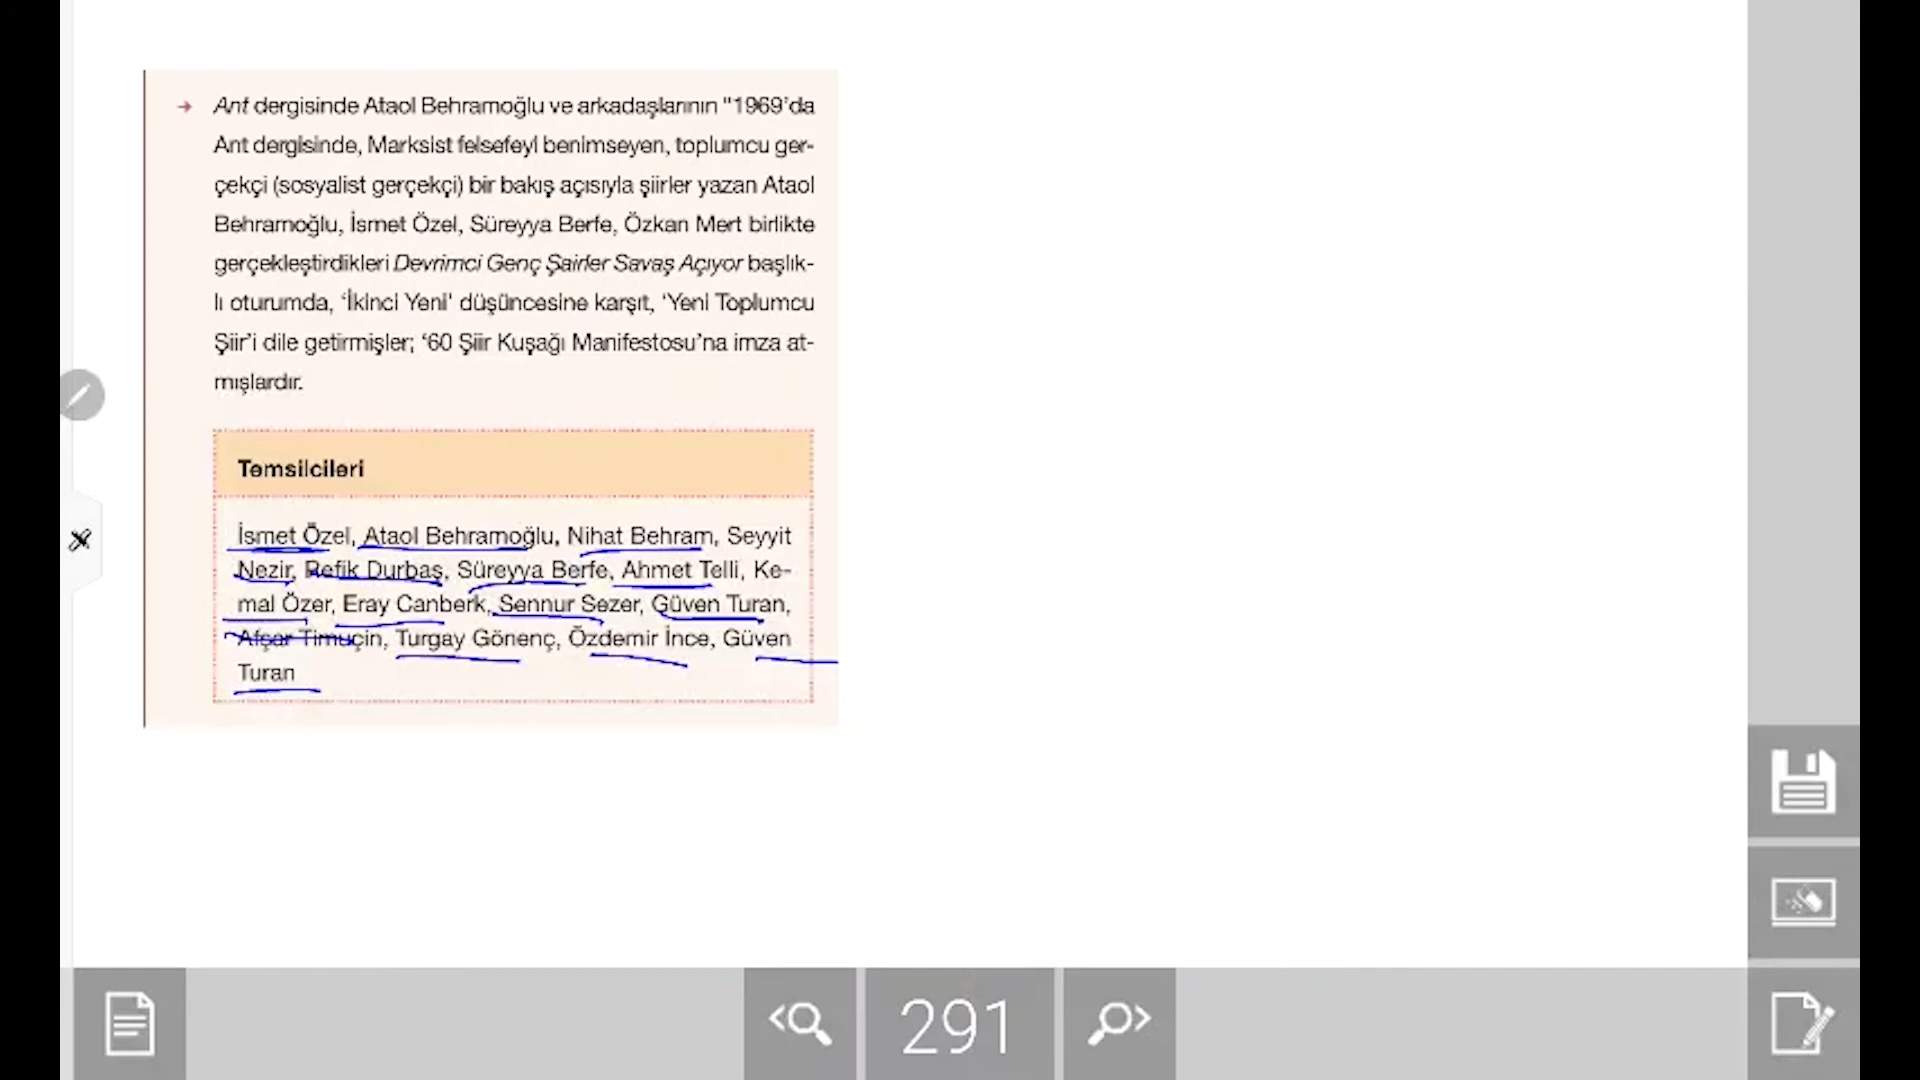 → Ant dergisinde Ataol Behramoğlu ve arkadaşlarının "1969'da
Ant dergisinde, Marksist felsefeyi benimseyen, toplumcu ger-
çekçi (sosyalist gerçekçi) bir bakış açısıyla şiirler yazan Ataol
Behramoğlu, İsmet Özel, Süreyya Berfe, Özkan Mert birlikte
gerçekleştirdikleri Devrimci Genç Şairler Savaş Açıyor başlık-
lı oturumda, 'İkinci Yeni' düşüncesine karşıt, 'Yeni Toplumcu
Şiir'i dile getirmişler; '60 Şiir Kuşağı Manifestosu'na imza at-
mışlardır.
Temsilcileri
İsmet Özel, Ataol Behramoğlu, Nihat Behram, Seyyit
Nezir, Refik Durbaş, Süreyya Berfe, Ahmet Telli, Ke-
mal Özer, Eray Canberk, Sennur Sezer, Güven Turan,
Afşar Timuçin, Turgay Gönenç, Özdemir İnce, Güven
Turan
291